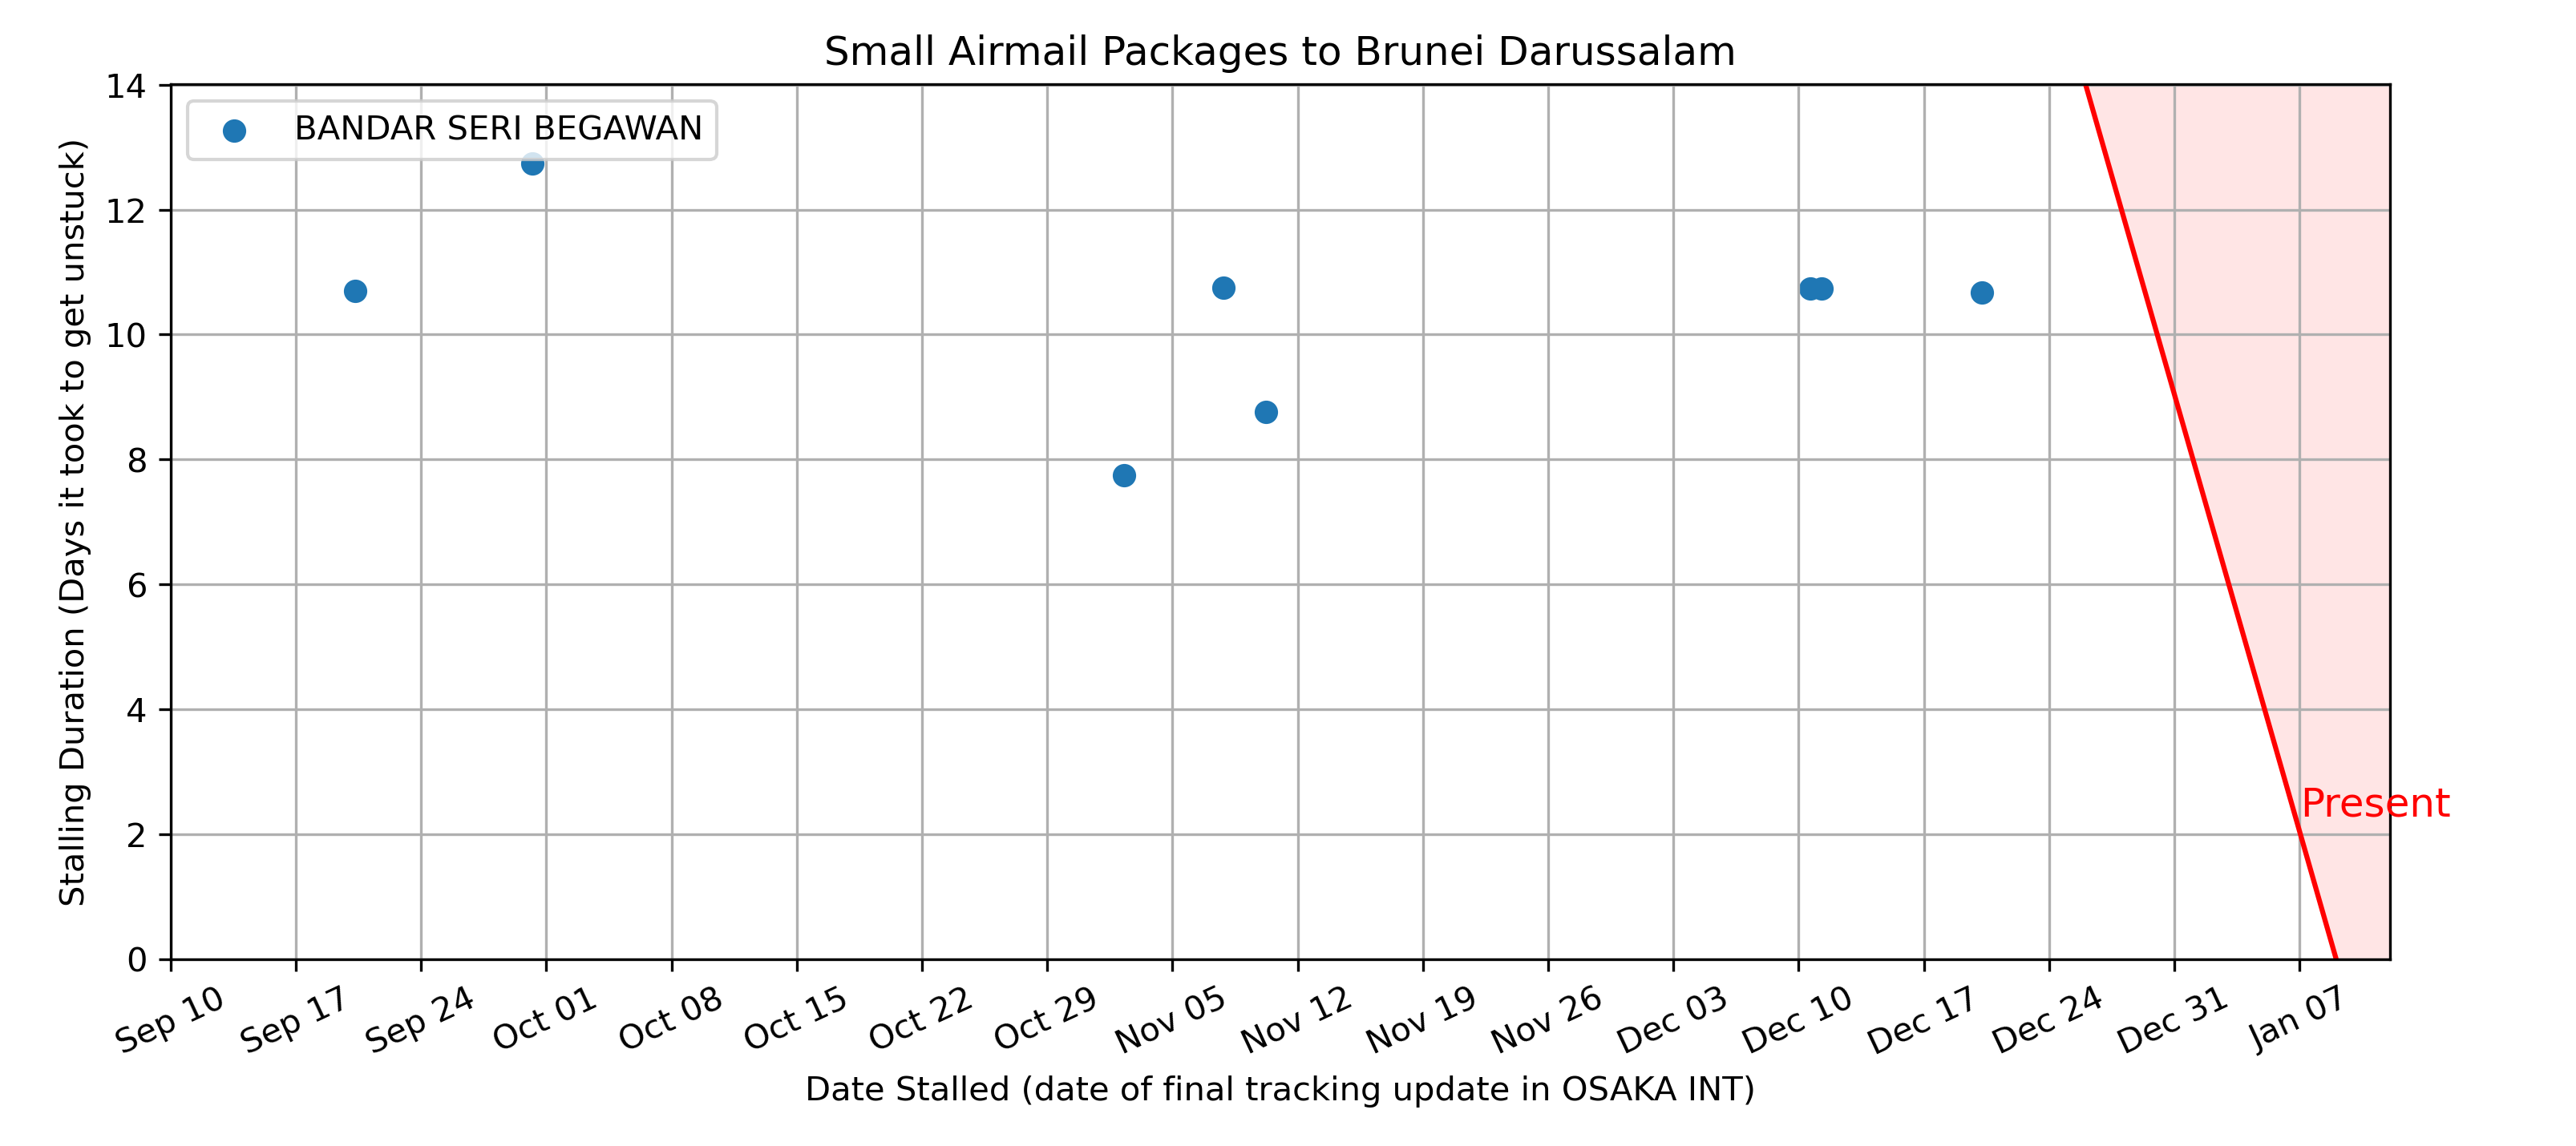 Small Airmail Packages to Brunei Darussalam
BANDAR SERI BEGAWAN
Stalling Duration (Days it took to get unstuck)
14
12
10
8
6
4
2
0
Present
Sep 10
Sep 17
Sep 24
Oct 01
Oct 08
Oct 15
Oct 22
Oct 29
Nov 05
Nov 12
Nov 19
Nov 26
Dec 03
Dec 10
Dec 17
Dec 24
Dec 31
Jan 07
Date Stalled (date of final tracking update in OSAKA INT)